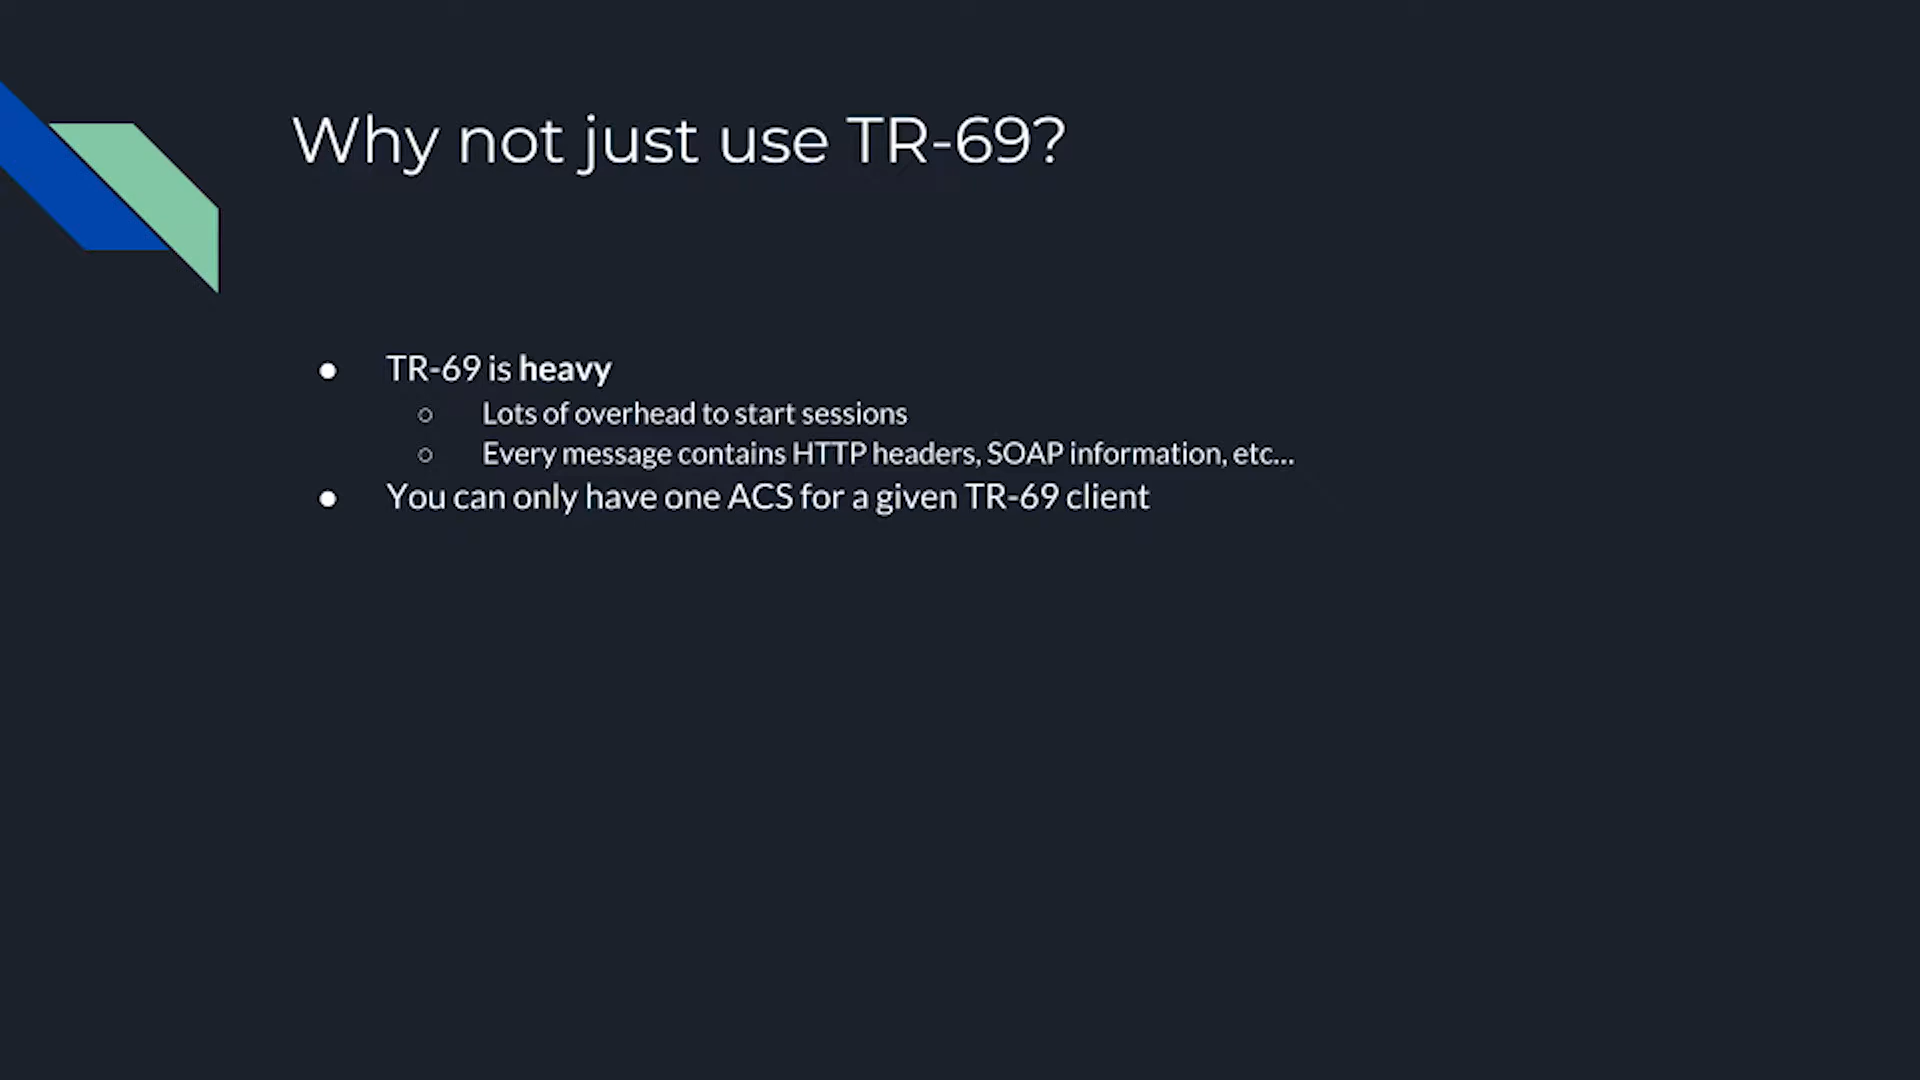 Why not just use TR-69?
● TR-69 is heavy
○ Lots of overhead to start sessions
○ Every message contains HTTP headers, SOAP information, etc...
● You can only have one ACS for a given TR-69 client